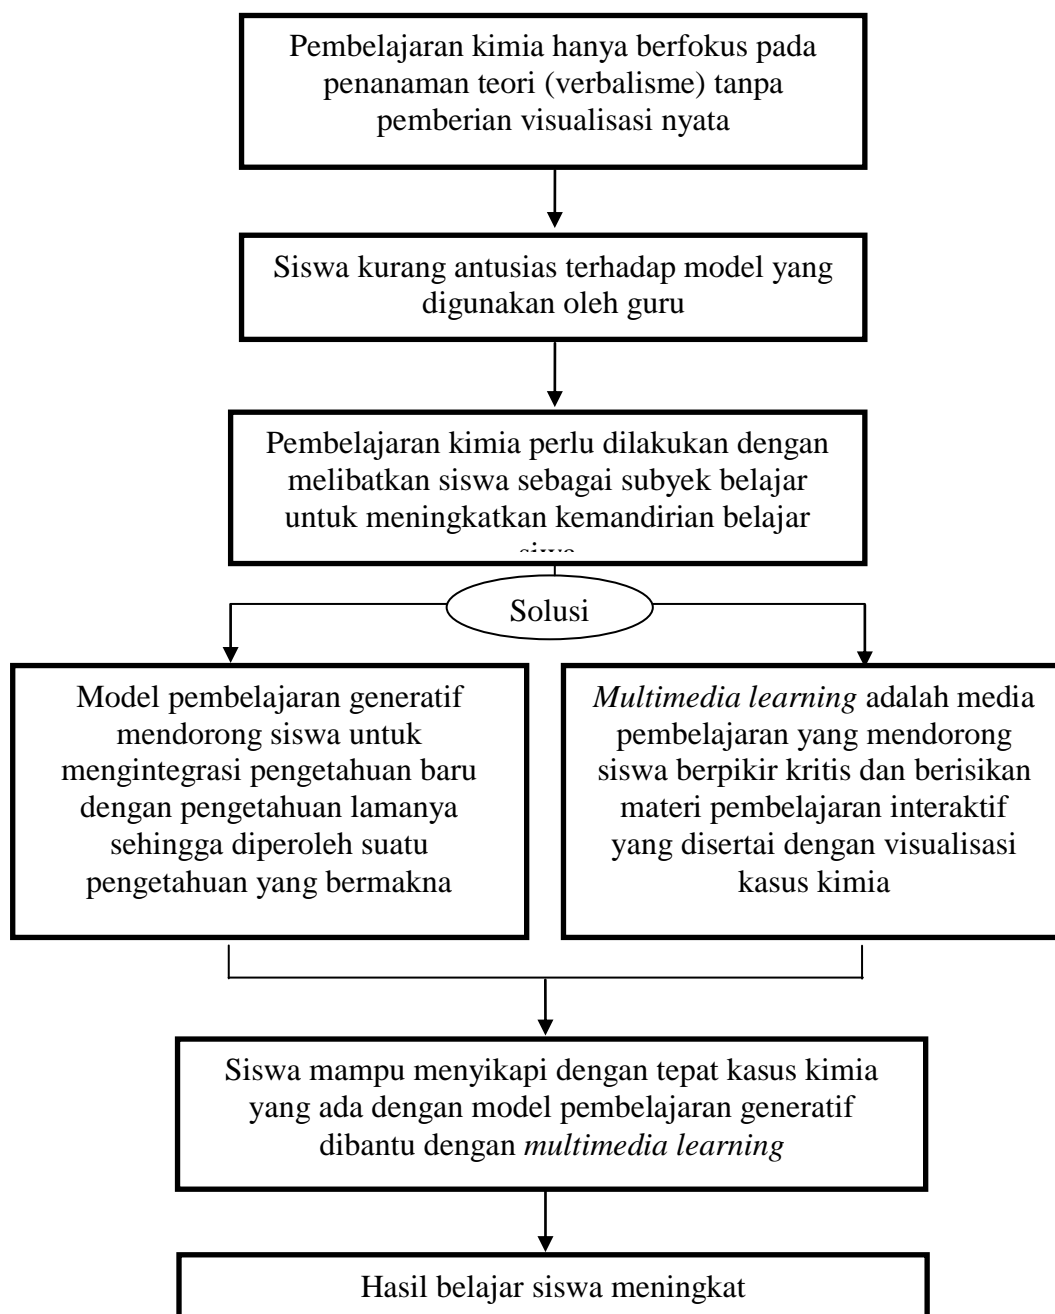 Pembelajaran kimia hanya berfokus pada
penanaman teori (verbalisme) tanpa
pemberian visualisasi nyata
Siswa kurang antusias terhadap model yang
digunakan oleh guru
Pembelajaran kimia perlu dilakukan dengan
melibatkan siswa sebagai subyek belajar
untuk meningkatkan kemandirian belajar
Solusi
Model pembelajaran generatif
mendorong siswa untuk
mengintegrasi pengetahuan baru
dengan pengetahuan lamanya
sehingga diperoleh suatu
pengetahuan yang bermakna
Multimedia learning adalah media
pembelajaran yang mendorong
siswa berpikir kritis dan berisikan
materi pembelajaran interaktif
yang disertai dengan visualisasi
kasus kimia
Siswa mampu menyikapi dengan tepat kasus kimia
yang ada dengan model pembelajaran generatif
dibantu dengan multimedia learning
Hasil belajar siswa meningkat